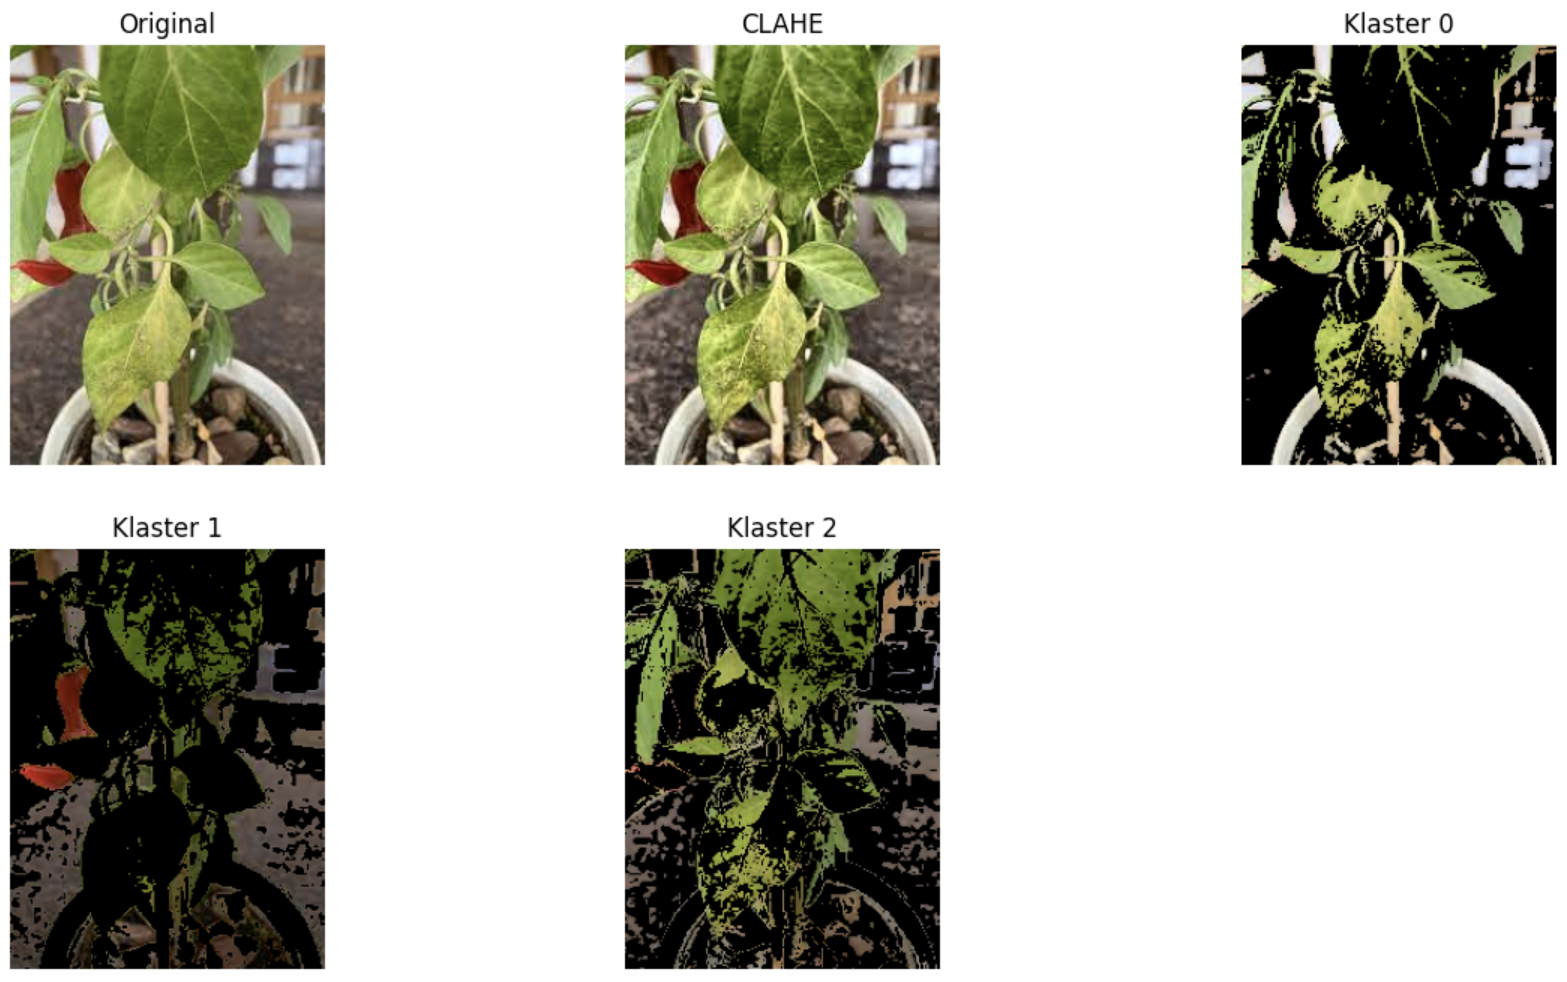 Original
CLAHE
Klaster 0
Klaster 1
Klaster 2